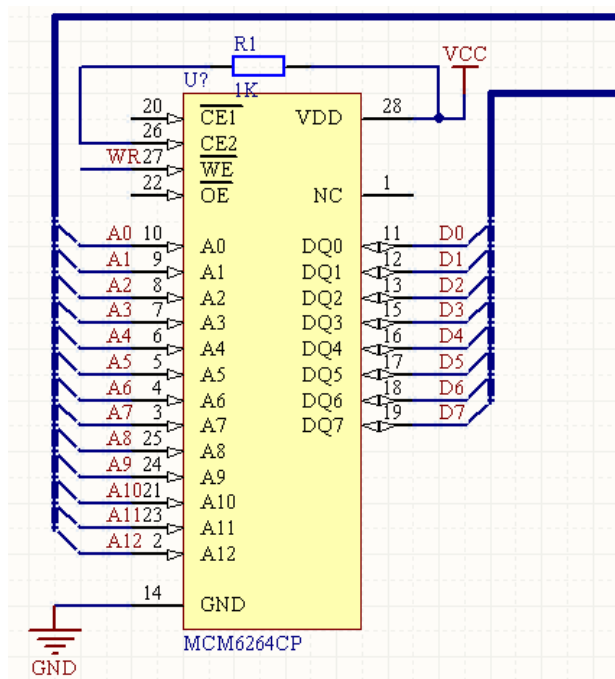 R1
VCC
U?
1K
20 CE1 VDD 28
26 CE2
WR 27 WE
22 OE NC 1
A0 10 A0 DQ0 11 D0
A1 9 A1 DQ1 12 D1
A2 8 A2 DQ2 13 D2
A3 7 A3 DQ3 15 D3
A4 6 A4 DQ4 16 D4
A5 5 A5 DQ5 17 D5
A6 4 A6 DQ6 18 D6
A7 3 A7 DQ7 19 D7
A8 25 A8
A9 24 A9
A10 21 A10
A11 23 A11
A12 2 A12
14 GND
MCM6264CP
GND